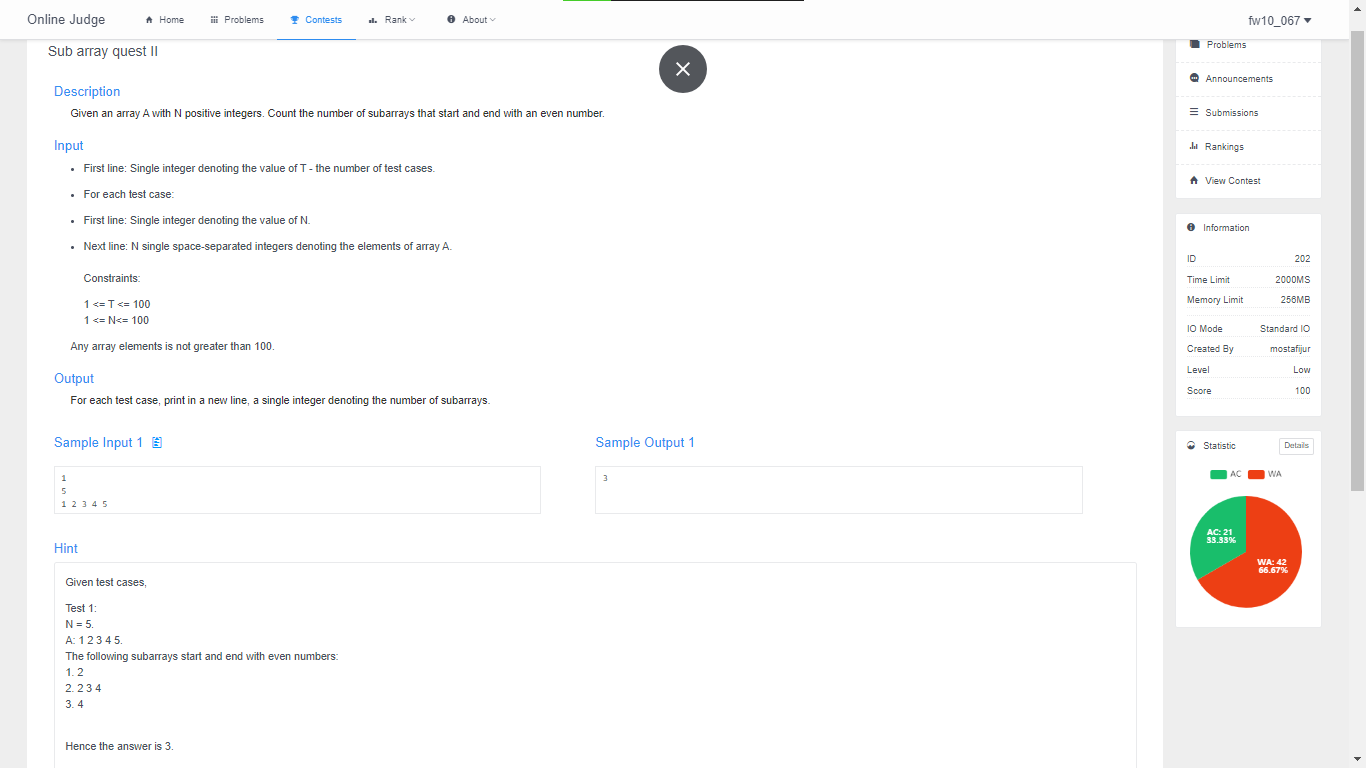 Online Judge
Home
Problems
Contests
Rank
About
fw10_067
Sub array quest II
Description
Given an array A with N positive integers. Count the number of subarrays that start and end with an even number.
Input
First line: Single integer denoting the value of T - the number of test cases.
For each test case:
First line: Single integer denoting the value of N.
Next line: N single space-separated integers denoting the elements of array A.
Constraints:
1 <= T <= 100
1 <= N<= 100
Any array elements is not greater than 100.
Output
For each test case, print in a new line, a single integer denoting the number of subarrays.
Sample Input 1
1
5
1 2 3 4 5
Sample Output 1
3
Hint
Given test cases,
Test 1:
N = 5.
A: 1 2 3 4 5.
The following subarrays start and end with even numbers:
1. 2
2. 2 3 4
3. 4
Hence the answer is 3.
Problems
Announcements
Submissions
Rankings
View Contest
Information
ID 202
Time Limit 2000MS
Memory Limit 256MB
IO Mode Standard IO
Created By mostafijur
Level Low
Score 100
Statistic Details
AC WA
AC: 21
33.33%
WA: 42
66.67%